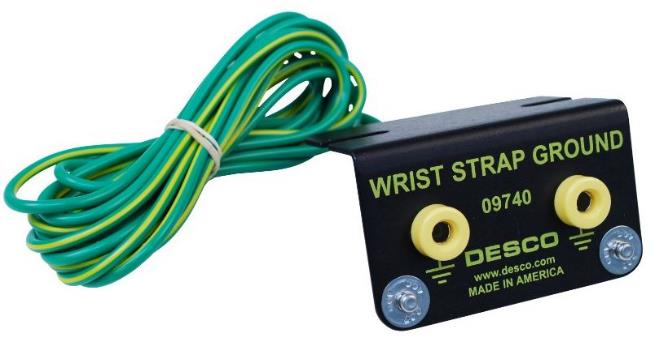 WRIST STRAP GROUND
09740
DESCO
www.desco.com
MADE IN AMERICA